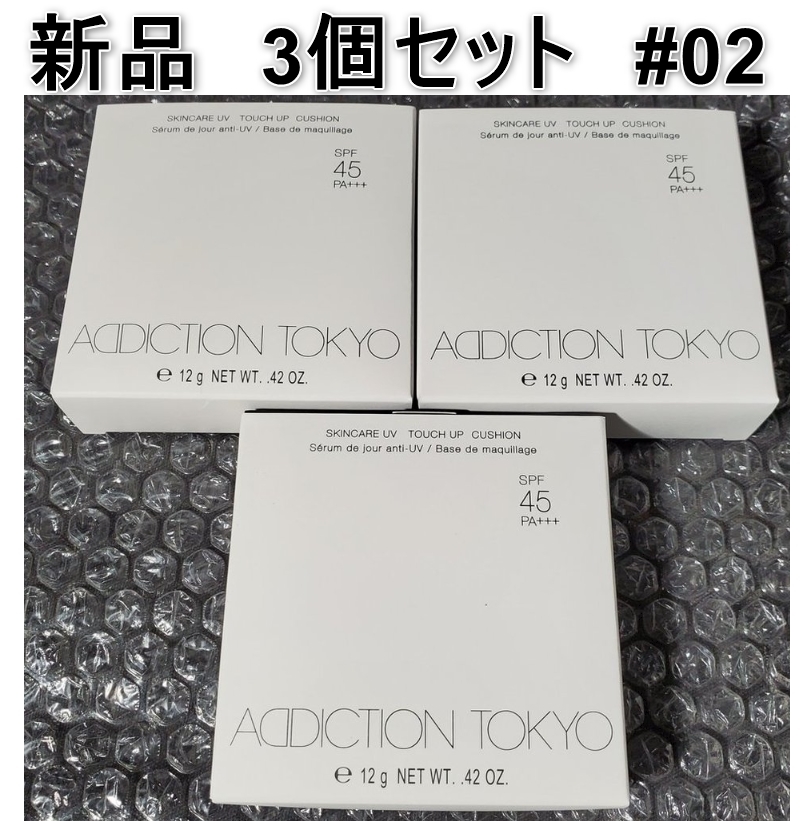 新品 3個セット #02
SKINCARE UV TOUCH UP CUSHION
Sérum de jour anti-UV / Base de maquillage
SPF
45
PA+++
ADDICTION TOKYO
℮ 12 g NET WT. .42 OZ.
SKINCARE UV TOUCH UP CUSHION
Sérum de jour anti-UV / Base de maquillage
SPF
45
PA+++
ADDICTION TOKYO
℮ 12 g NET WT. .42 OZ.
SKINCARE UV TOUCH UP CUSHION
Sérum de jour anti-UV / Base de maquillage
SPF
45
PA+++
ADDICTION TOKYO
℮ 12 g NET WT. .42 OZ.